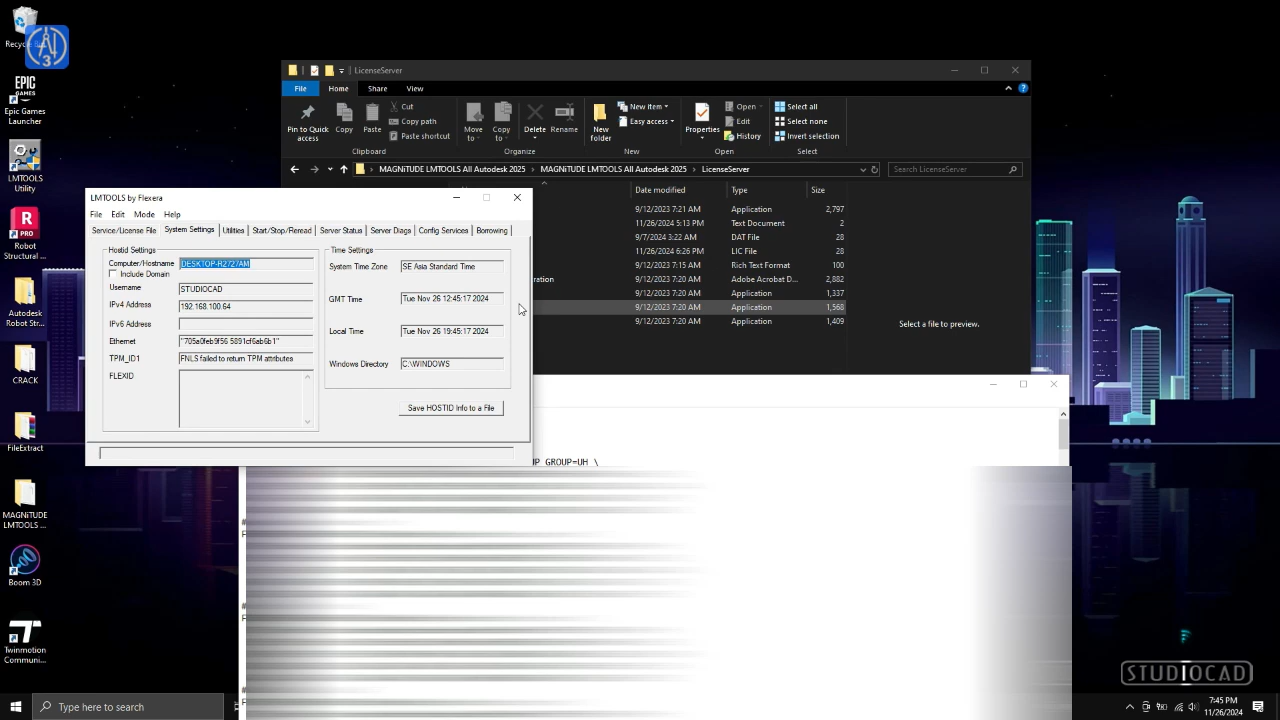 Recycle
3
EPIC
GAMES
Epic Games
Launcher
LMTOOLS
Utility
R
PRO
Robot
Structural ...
Autodesk
Robot Str...
CRACK
FileExtract
MAGNiTUDE
LMTOOLS ...
Boom 3D
Twinmotion
Communi...
LicenseServer
File Home Share View
Pin to Quick
access
Copy
Paste
Cut
Copy path
Paste shortcut
Clipboard
Move
to
Copy
to
Delete
Rename
Organize
New
folder
New item
Easy access
New
Properties
Open
Edit
History
Open
Select all
Select none
Invert selection
Select
MAGNiTUDE LMTOOLS All Autodesk 2025 > MAGNiTUDE LMTOOLS All Autodesk 2025 > LicenseServer
Search LicenseServer
Date modified Type Size
9/12/2023 7:21 AM Application 2,797
11/26/2024 5:13 PM Text Document 2
9/7/2024 3:22 AM DAT File 28
11/26/2024 6:26 PM LIC File 28
9/12/2023 7:15 AM Rich Text Format 100
ration 9/12/2023 7:20 AM Adobe Acrobat D... 2,882
9/12/2023 7:20 AM Application 1,337
9/12/2023 7:20 AM Application 1,568
9/12/2023 7:20 AM Application 1,409
Select a file to preview.
LMTOOLS by Flexera
File Edit Mode Help
Service/License File System Settings Utilities Start/Stop/Reread Server Status Server Diags Config Services Borrowing
Hostid Settings
Computer/Hostname DESKTOP-R2727AM
Include Domain
Username STUDIOCAD
IPv4 Address 192.168.100.64
IPv6 Address
Ethernet "705a0feb9f56 5891cf6ab6b1"
TPM_ID1 FNLS failed to return TPM attributes
FLEXID
Time Settings
System Time Zone SE Asia Standard Time
GMT Time Tue Nov 26 12:45:17 2024
Local Time Tue Nov 26 19:45:17 2024
Windows Directory C:\WINDOWS
Save HOSTID Info to a File
UP GROUP=UH \
#
F
#
F
#
F
STUDIOCAD
Type here to search
7:45 PM
11/26/2024